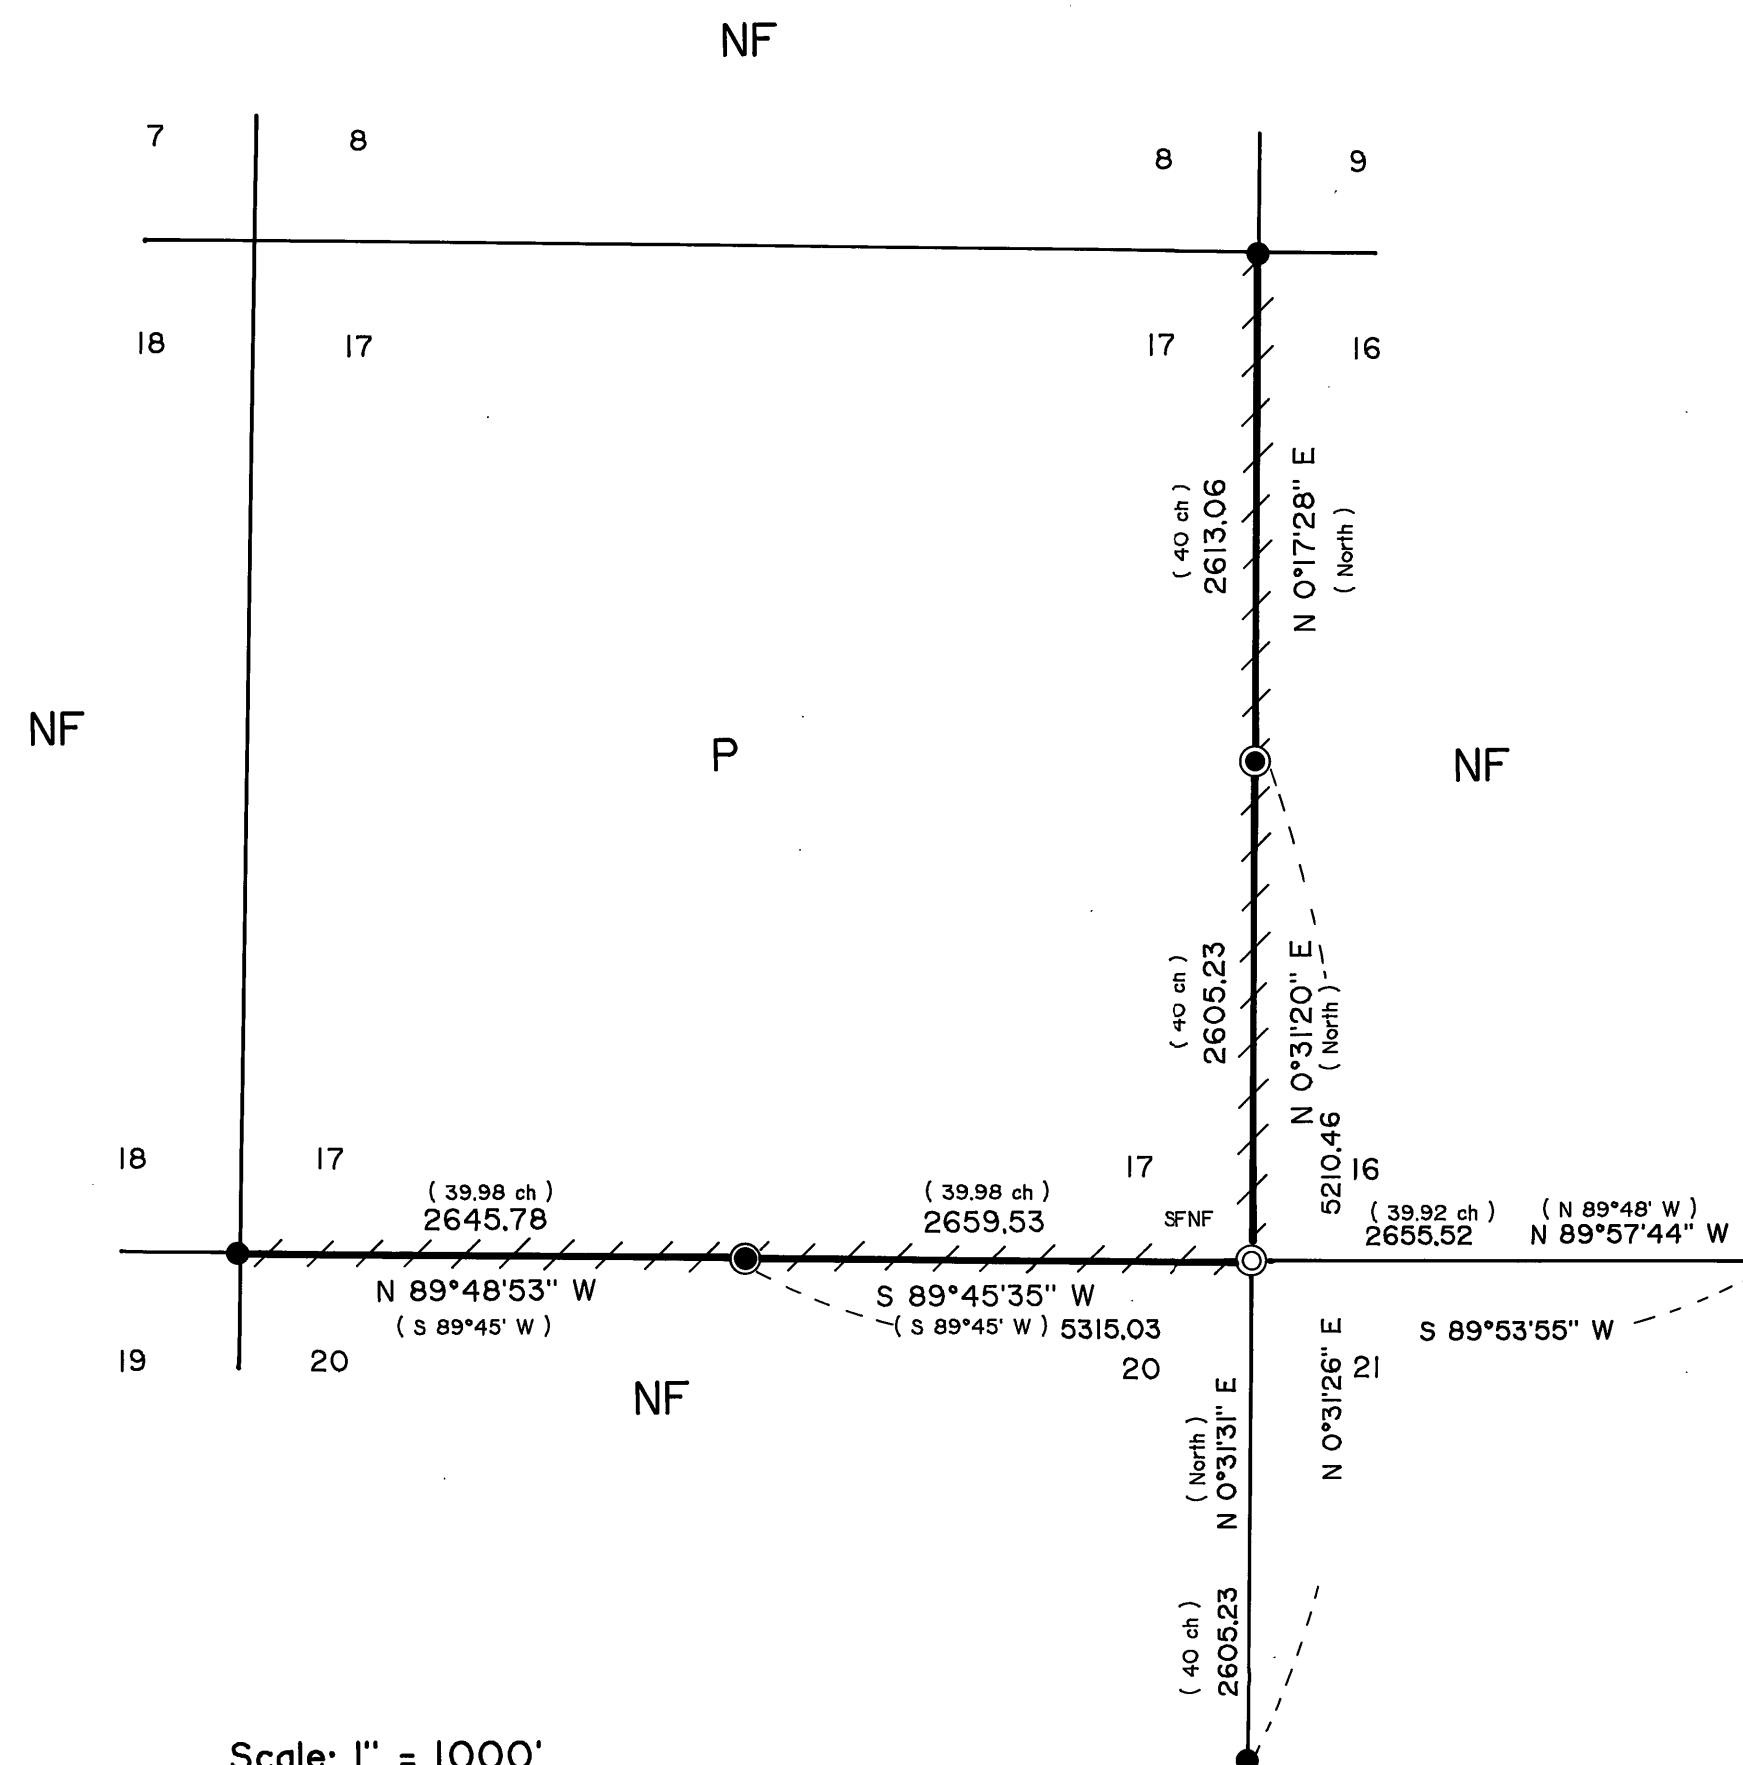 NF
7
8
8
9
18
17
17
16
( 40 ch )
2613.06
N 0°17'28" E
( North )
NF
P
NF
( 40 ch )
2605.23
N 0°31'20" E
( North )
5210.46
18
17
17
16
( 39.98 ch )
2645.78
( 39.98 ch )
2659.53
SFNF
( 39.92 ch )
2655.52
( N 89°48' W )
N 89°57'44" W
N 89°48'53" W
( S 89°45' W )
S 89°45'35" W
( S 89°45' W ) 5315.03
S 89°53'55" W
19
20
20
21
NF
( North )
N 0°31'31" E
N 0°31'26" E
( 40 ch )
2605.23
Scale: 1" = 1000'